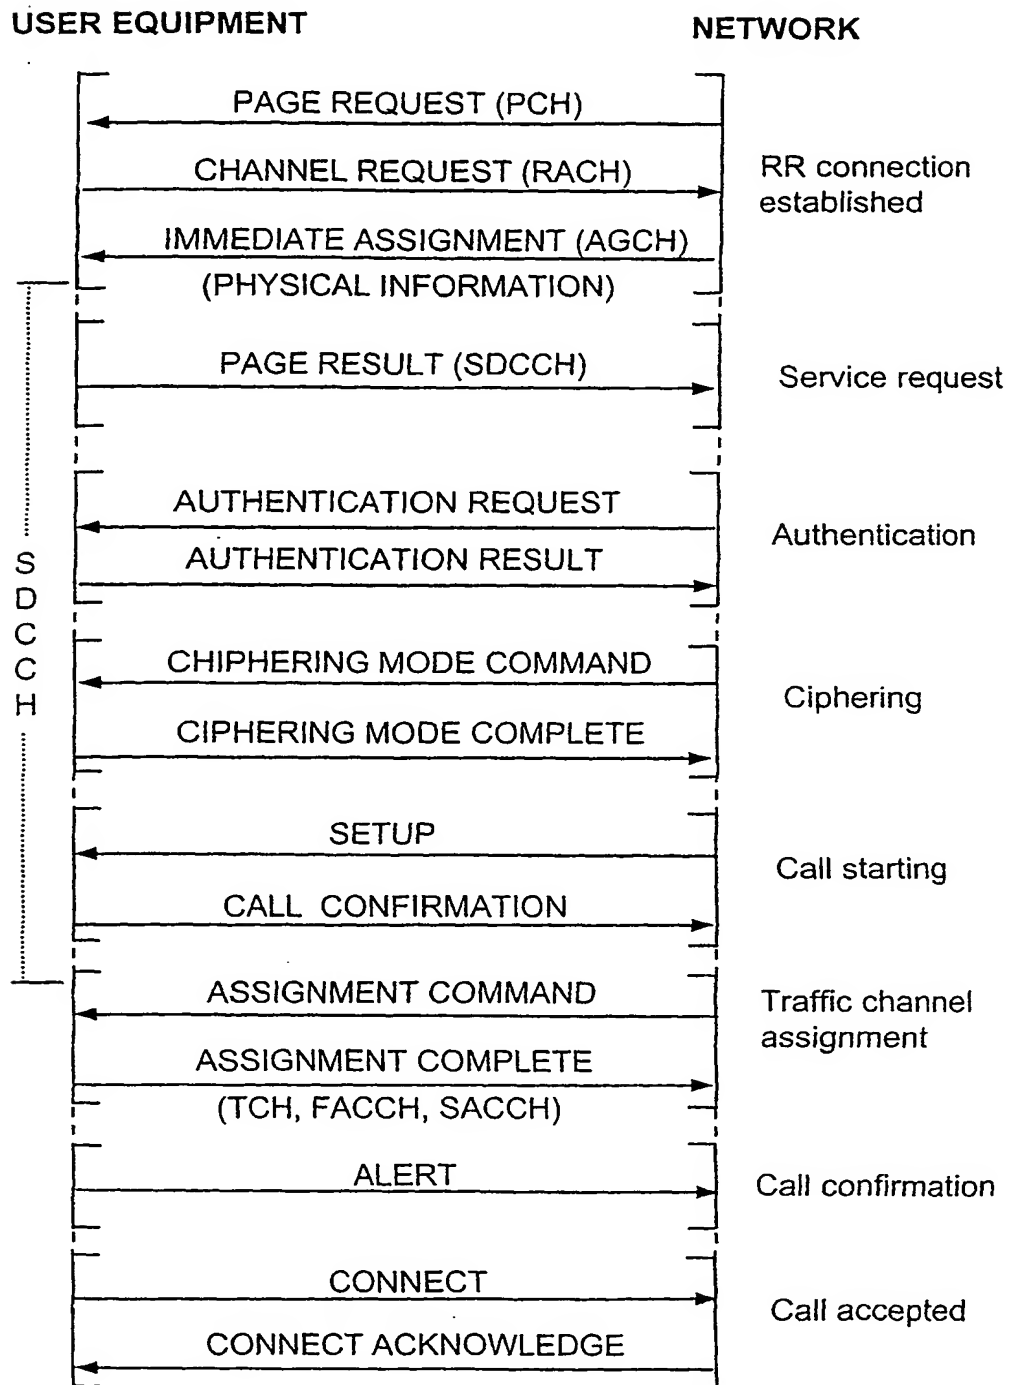 USER EQUIPMENT
NETWORK
PAGE REQUEST (PCH)
CHANNEL REQUEST (RACH)
RR connection
established
IMMEDIATE ASSIGNMENT (AGCH)
(PHYSICAL INFORMATION)
PAGE RESULT (SDCCH)
Service request
AUTHENTICATION REQUEST
Authentication
AUTHENTICATION RESULT
SDCCH
CHIPHERING MODE COMMAND
Ciphering
CIPHERING MODE COMPLETE
SETUP
Call starting
CALL CONFIRMATION
ASSIGNMENT COMMAND
Traffic channel
assignment
ASSIGNMENT COMPLETE
(TCH, FACCH, SACCH)
ALERT
Call confirmation
CONNECT
Call accepted
CONNECT ACKNOWLEDGE